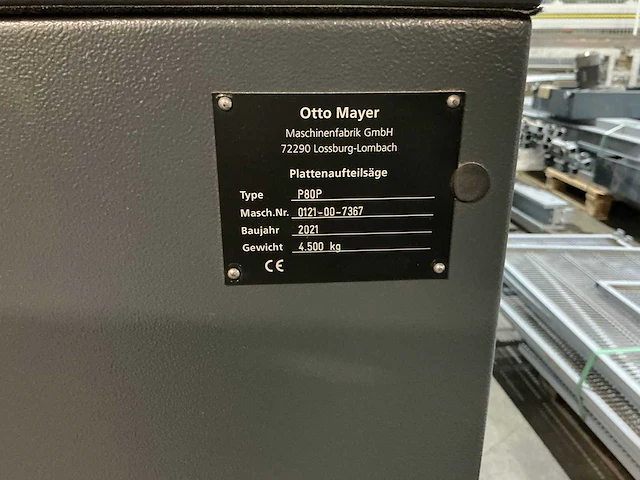 Otto Mayer
Maschinenfabrik GmbH
72290 Lossburg-Lombach
Plattenaufteilsäge
Type P80P
Masch.Nr. 0121-00-7367
Baujahr 2021
Gewicht 4.500 kg
CE